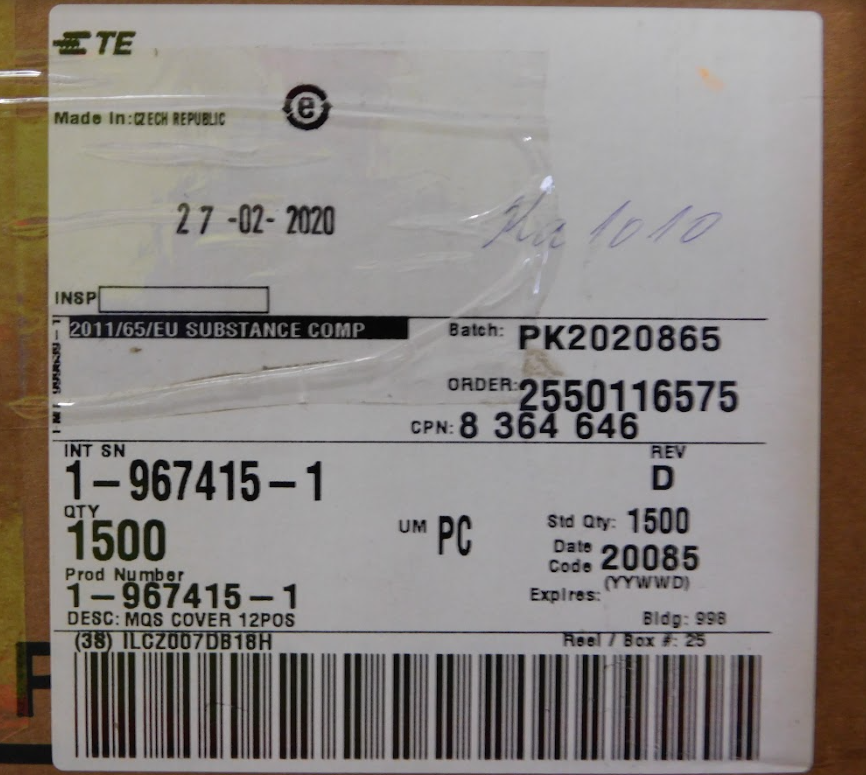 TE
Made In: CZECH REPUBLIC
e
27 -02- 2020
1010
INSP
2011/65/EU SUBSTANCE COMP
Batch: PK2020865
ORDER: 2550116575
CPN: 8 364 646
INT SN
1-967415-1
REV
D
QTY
1500
UM PC
Std Qty: 1500
Date Code 20085
(YYWWD)
Prod Number
1-967415-1
Expires:
DESC: MQS COVER 12POS
Bldg: 998
(3S) ILCZ007DB18H
Reel / Box #: 25